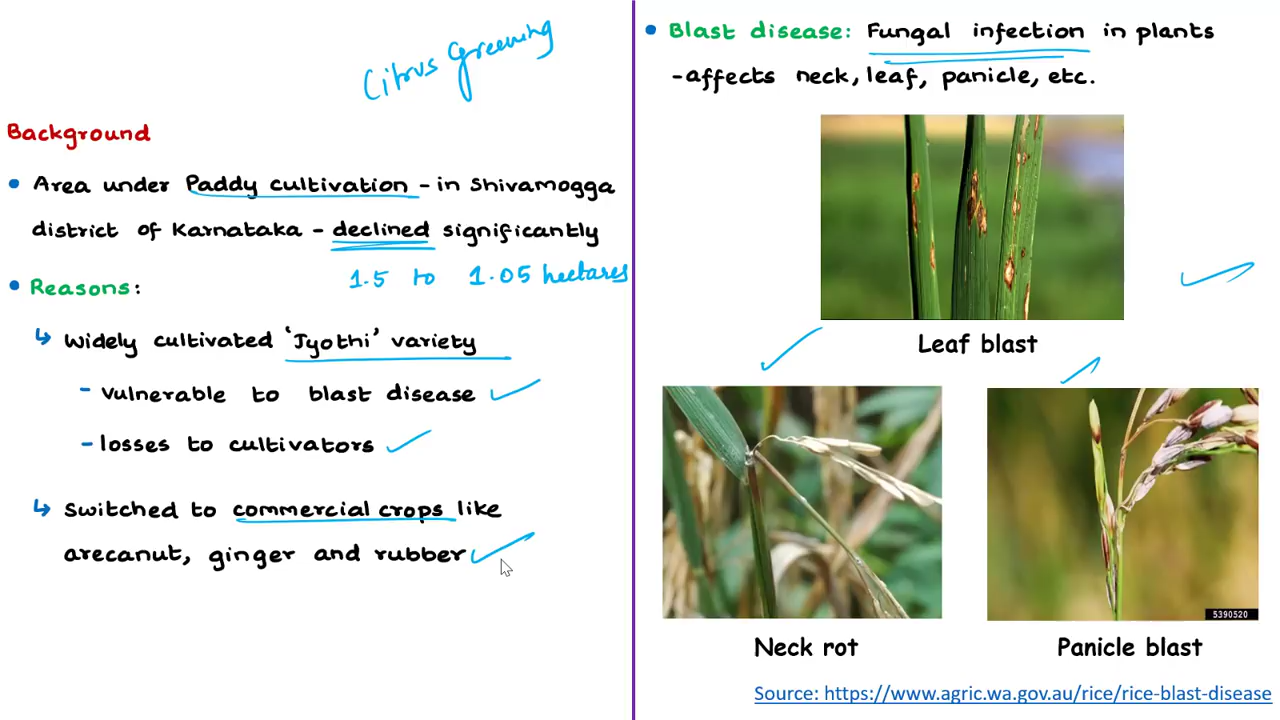 Citrus Greening
Background
• Area under Paddy cultivation - in Shivamogga
district of Karnataka - declined significantly
1.5 to 1.05 hectares
• Reasons:
↳ Widely cultivated 'Jyothi' variety
- vulnerable to blast disease ✓
- losses to cultivators ✓
↳ Switched to commercial crops like
arecanut, ginger and rubber ✓
• Blast disease: Fungal infection in plants
-affects neck, leaf, panicle, etc.
Leaf blast
5390520
Neck rot
Panicle blast
Source: https://www.agric.wa.gov.au/rice/rice-blast-disease